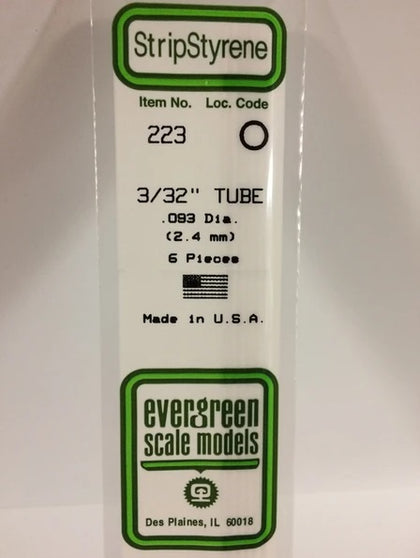 StripStyrene
Item No. Loc. Code
223 O
3/32" TUBE
.093 Dia.
(2.4 mm)
6 Pieces
Made in U.S.A.
evergreen
scale models
Des Plaines, IL 60018